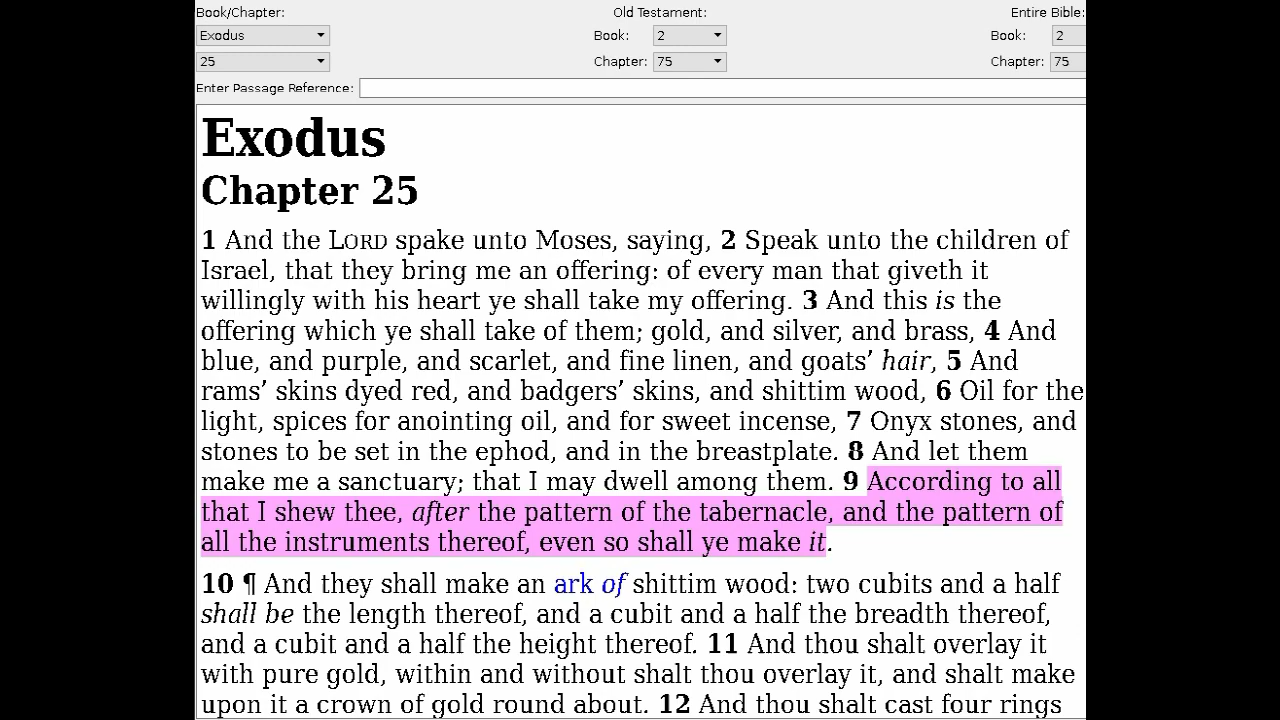 Book/Chapter: Old Testament: Entire Bible:
Exodus Book: 2 Book: 2
25 Chapter: 75 Chapter: 75
Enter Passage Reference:
Exodus
Chapter 25
1 And the LORD spake unto Moses, saying, 2 Speak unto the children of
Israel, that they bring me an offering: of every man that giveth it
willingly with his heart ye shall take my offering. 3 And this is the
offering which ye shall take of them; gold, and silver, and brass, 4 And
blue, and purple, and scarlet, and fine linen, and goats’ hair, 5 And
rams’ skins dyed red, and badgers’ skins, and shittim wood, 6 Oil for the
light, spices for anointing oil, and for sweet incense, 7 Onyx stones, and
stones to be set in the ephod, and in the breastplate. 8 And let them
make me a sanctuary; that I may dwell among them. 9 According to all
that I shew thee, after the pattern of the tabernacle, and the pattern of
all the instruments thereof, even so shall ye make it.
10 ¶ And they shall make an ark of shittim wood: two cubits and a half
shall be the length thereof, and a cubit and a half the breadth thereof,
and a cubit and a half the height thereof. 11 And thou shalt overlay it
with pure gold, within and without shalt thou overlay it, and shalt make
upon it a crown of gold round about. 12 And thou shalt cast four rings